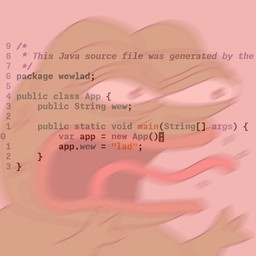 9 /*
8  * This Java source file was generated by the
7  */
6 package wewlad;
5
4 public class App {
3     public String wew;
2
1     public static void main(String[] args) {
0         var app = new App();
1         app.wew = "lad";
2     }
3 }